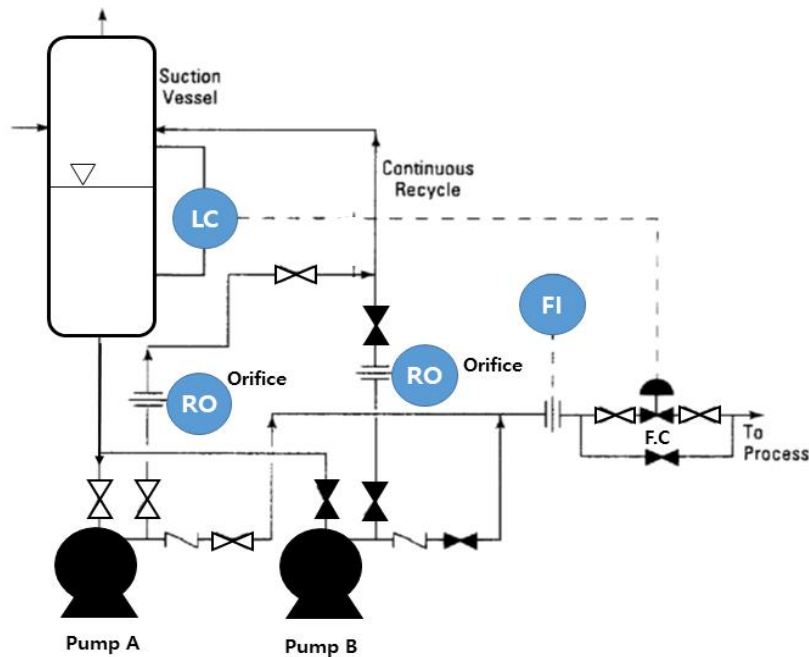 Suction
Vessel
Continuous
Recycle
LC
FI
Orifice
RO
Orifice
RO
F.C
To
Process
Pump A
Pump B